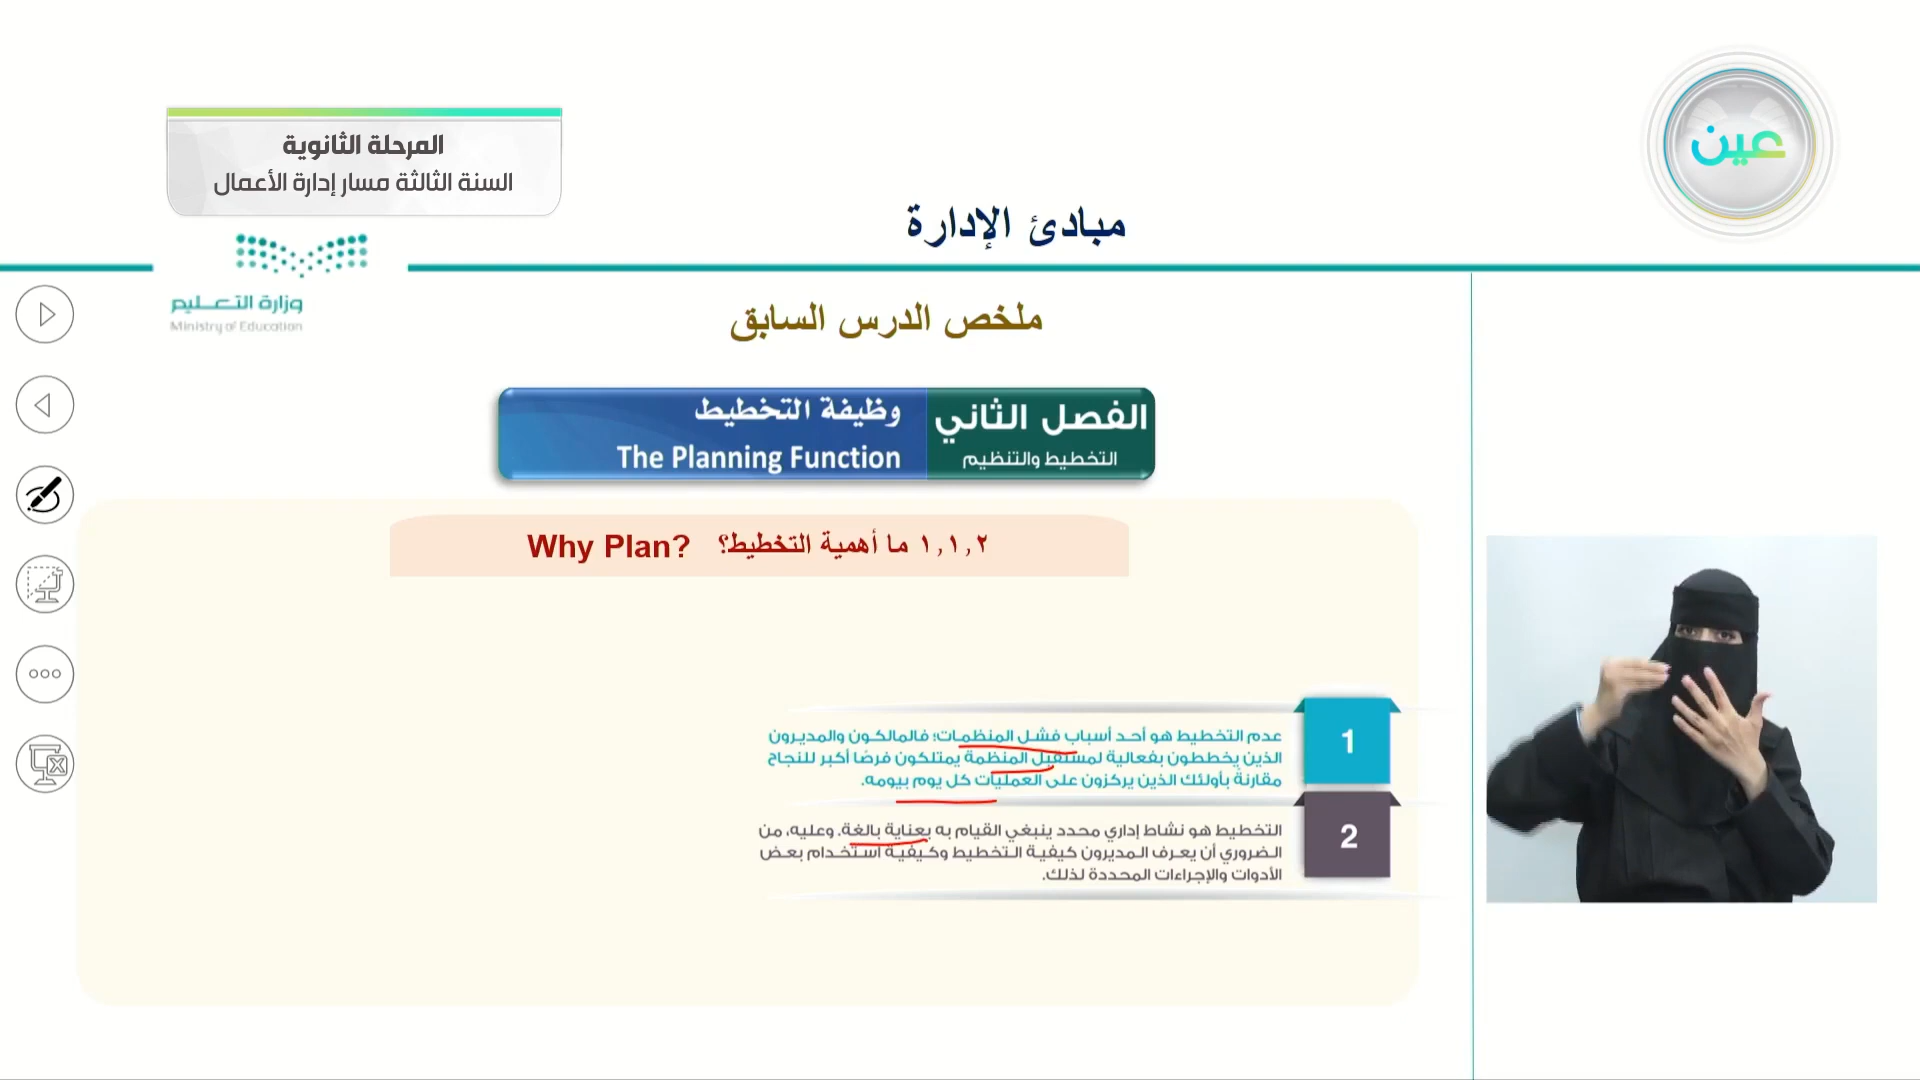 المرحلة الثانوية
السنة الثالثة مسار إدارة الأعمال
عين
مبادئ الإدارة
وزارة التعليم
Ministry of Education
ملخص الدرس السابق
الفصل الثاني
التخطيط والتنظيم
وظيفة التخطيط
The Planning Function
١,١,٢ ما أهمية التخطيط؟ Why Plan?
1
عدم التخطيط هو أحد أسباب فشل المنظمات؛ فالمالكون والمديرون
الذين يخططون بفعالية لمستقبل المنظمة يمتلكون فرصًا أكبر للنجاح
مقارنةً بأولئك الذين يركزون على العمليات كل يوم بيومه.
2
التخطيط هو نشاط إداري محدد ينبغي القيام به بعناية بالغة. وعليه، من
الضروري أن يعرف المديرون كيفية التخطيط وكيفية استخدام بعض
الأدوات والإجراءات المحددة لذلك.